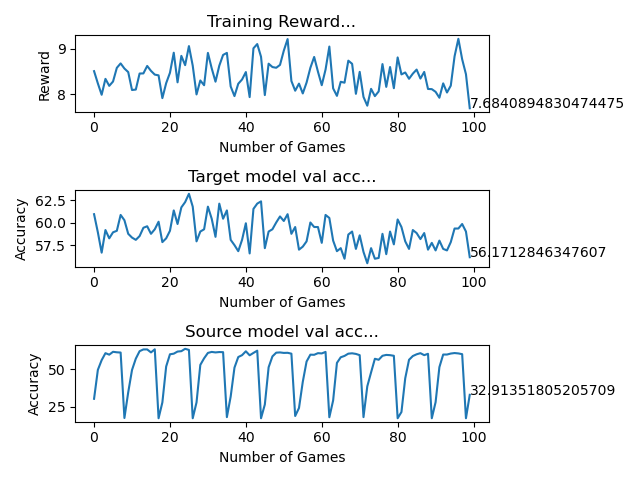 Training Reward...
Reward
9
8
7.6840894830474475
0 20 40 60 80 100
Number of Games
Target model val acc...
Accuracy
62.5
60.0
57.5
56.1712846347607
0 20 40 60 80 100
Number of Games
Source model val acc...
Accuracy
50
25
32.91351805205709
0 20 40 60 80 100
Number of Games